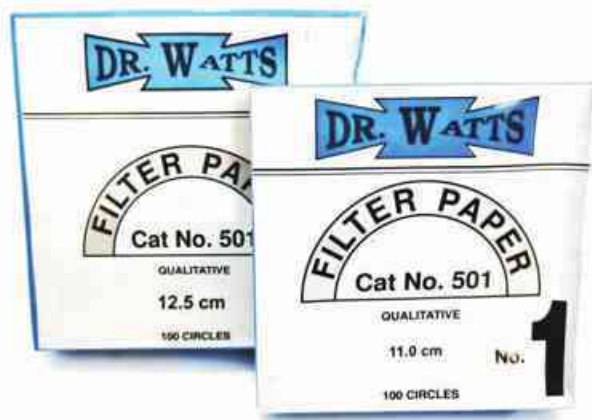 DR. WATTS
FILTER PA
Cat No. 501
QUALITATIVE
12.5 cm
100 CIRCLES
DR. WATTS
FILTER PAPER
Cat No. 501
QUALITATIVE
11.0 cm
No. 1
100 CIRCLES